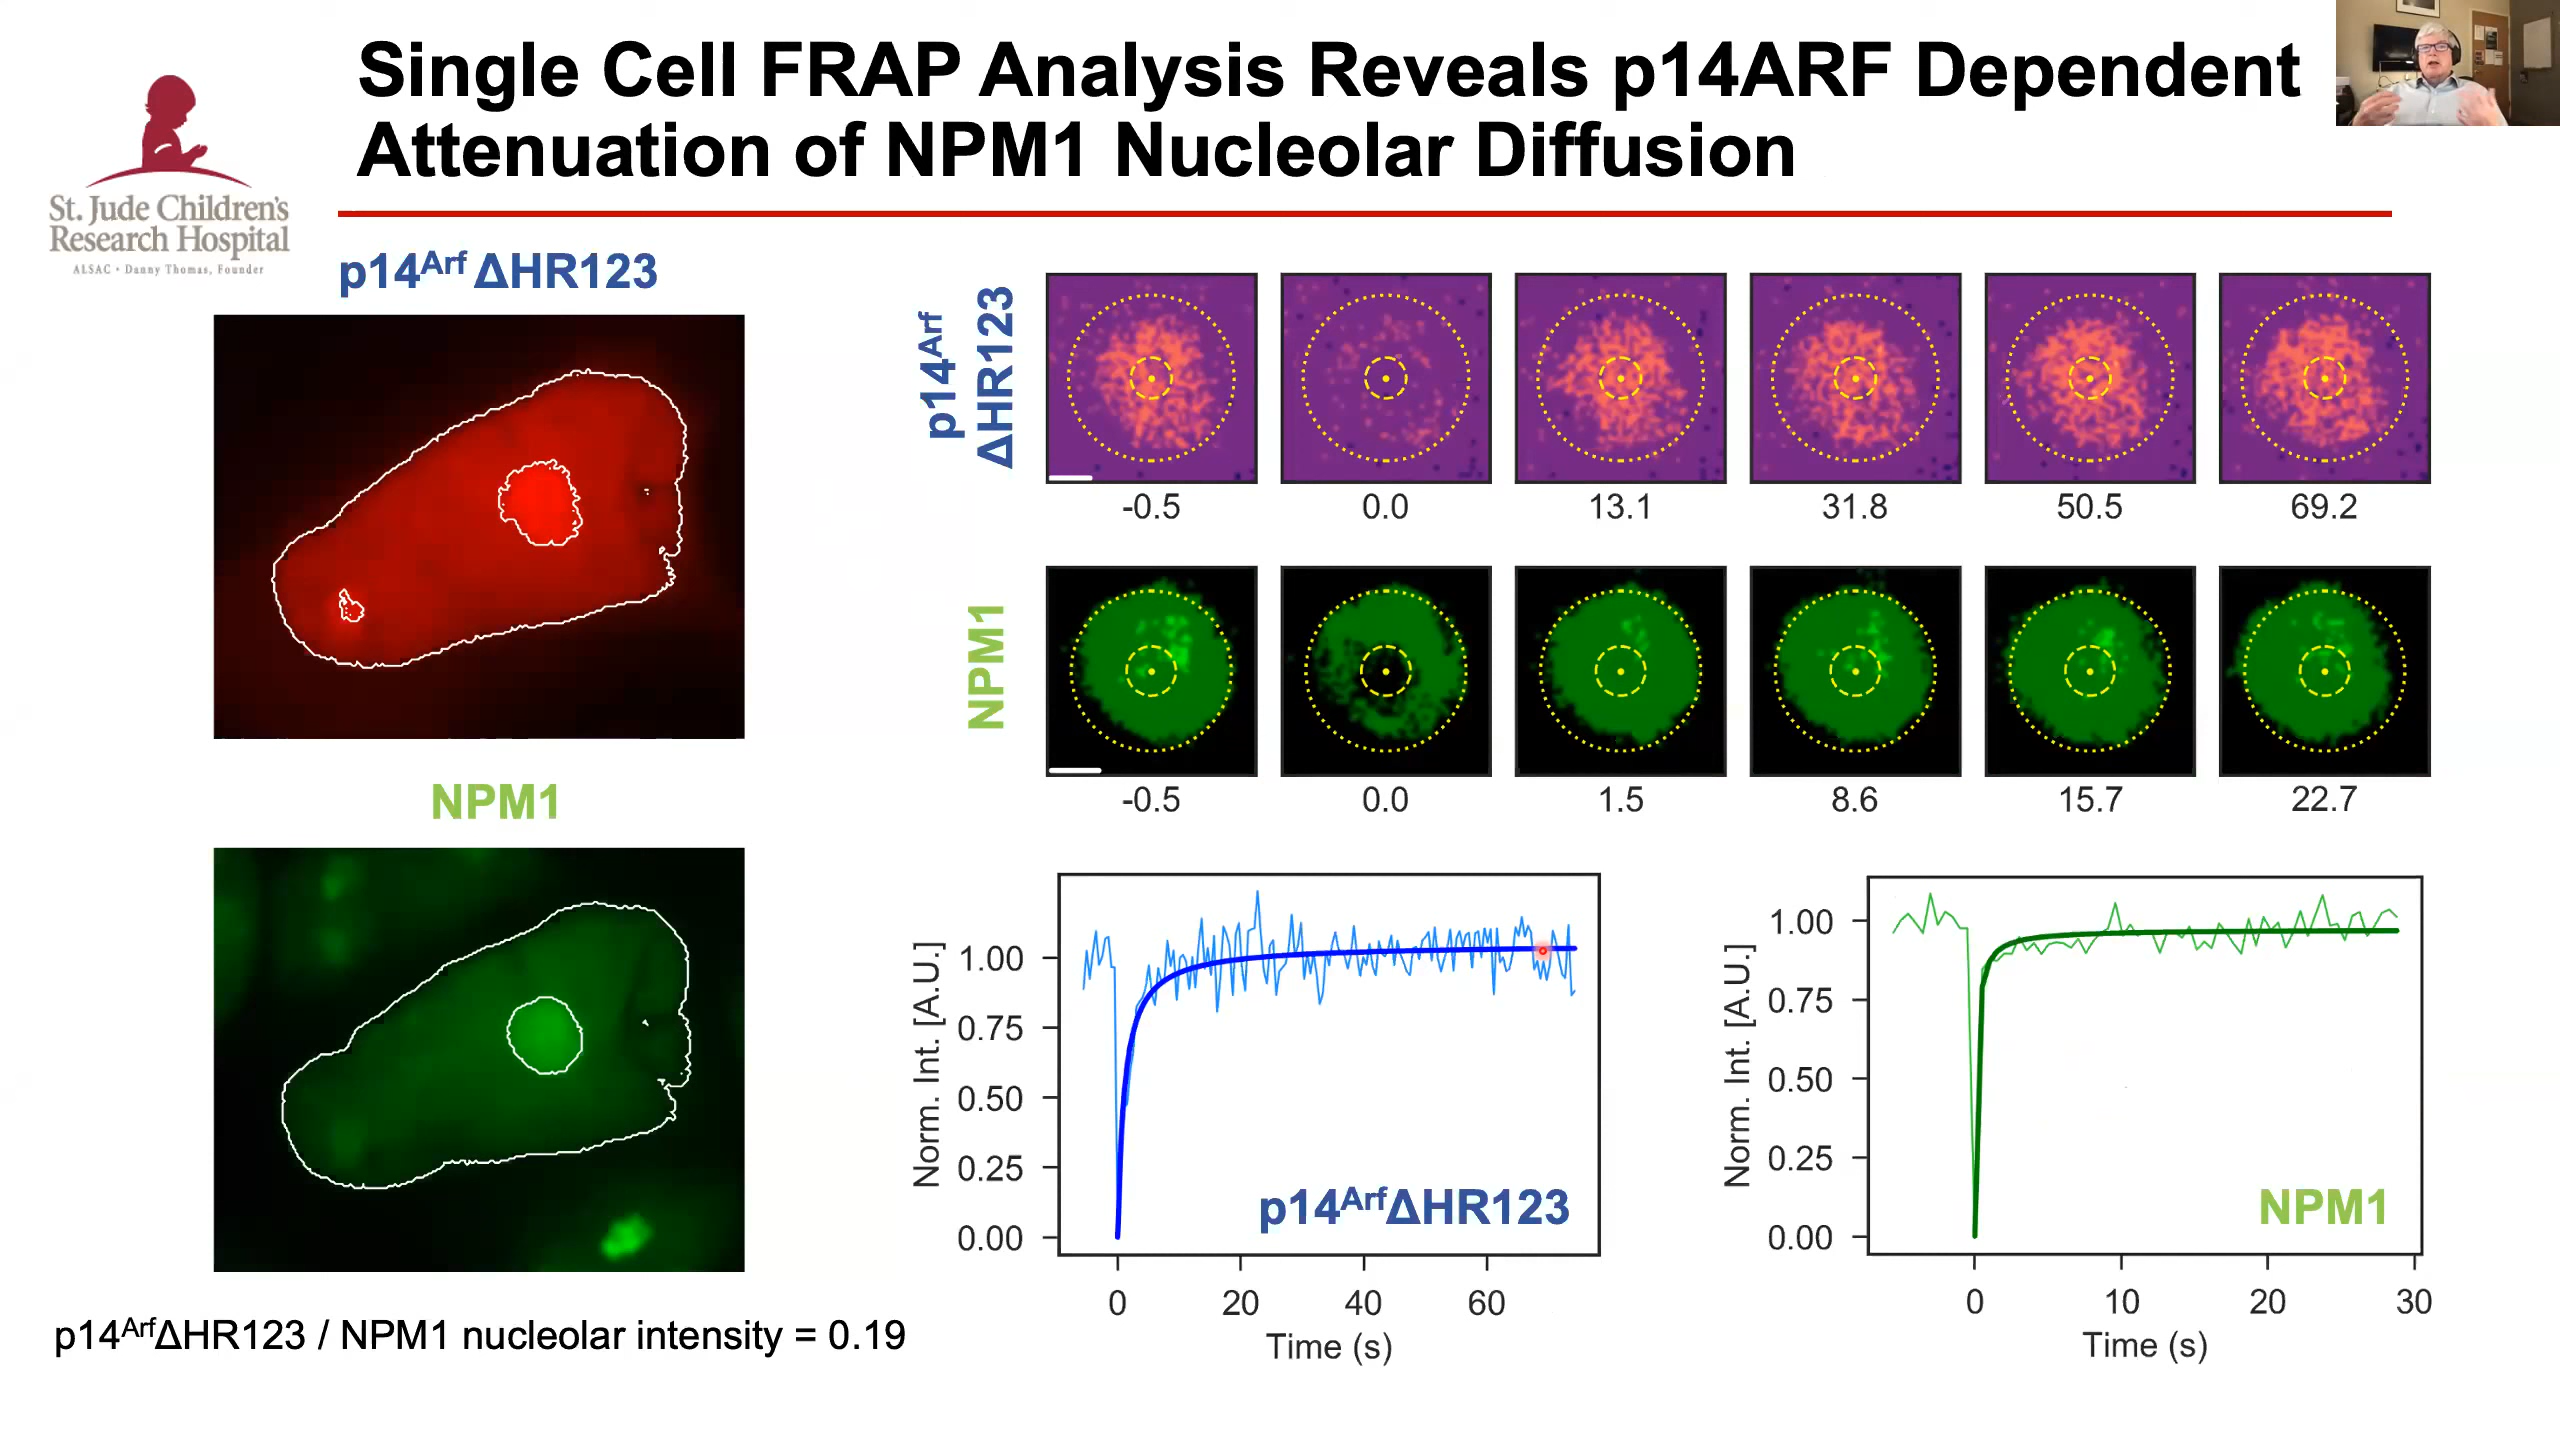 Single Cell FRAP Analysis Reveals p14ARF Dependent
Attenuation of NPM1 Nucleolar Diffusion
St. Jude Children's
Research Hospital
ALSAC • Danny Thomas, Founder
p14ᴬʳᶠ ΔHR123
NPM1
p14ᴬʳᶠΔHR123 / NPM1 nucleolar intensity = 0.19
p14ᴬʳᶠ
ΔHR123
-0.5 0.0 13.1 31.8 50.5 69.2
NPM1
-0.5 0.0 1.5 8.6 15.7 22.7
Norm. Int. [A.U.]
1.00
0.75
0.50
0.25
0.00
p14ᴬʳᶠΔHR123
0 20 40 60
Time (s)
Norm. Int. [A.U.]
1.00
0.75
0.50
0.25
0.00
NPM1
0 10 20 30
Time (s)